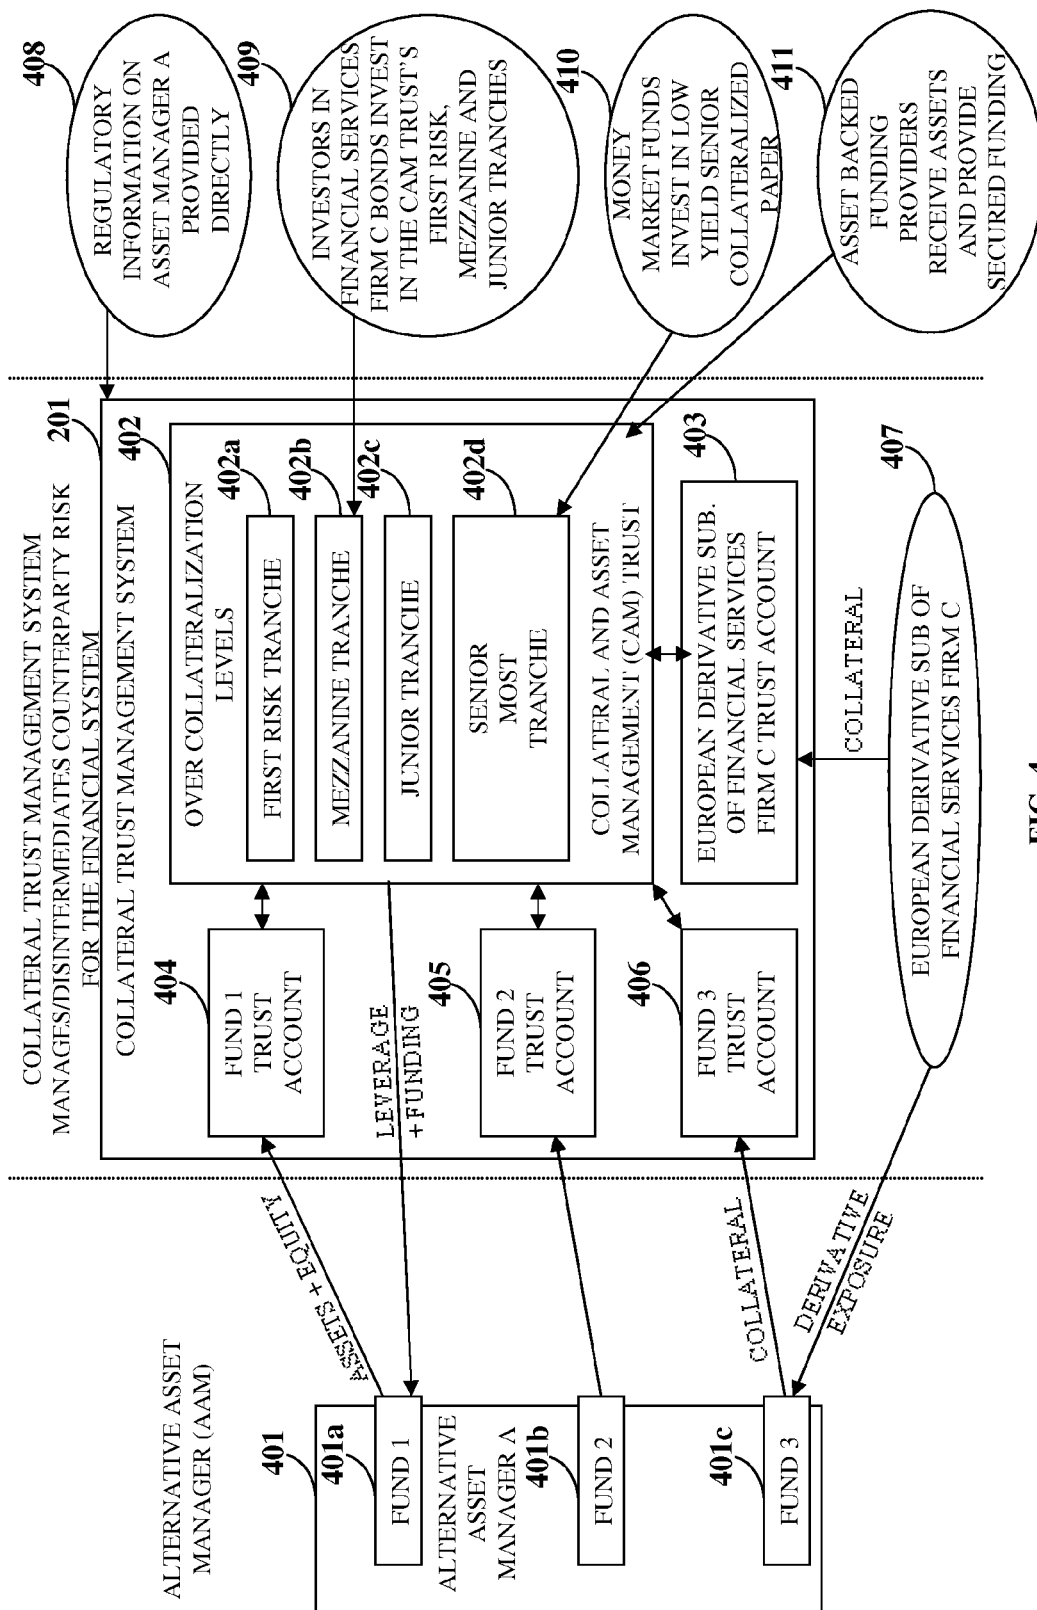 ALTERNATIVE ASSET
MANAGER (AAM)
401
401a
FUND 1
ALTERNATIVE
ASSET
MANAGER A
401b
FUND 2
401c
FUND 3
ASSETS + EQUITY
LEVERAGE
+FUNDING
COLLATERAL
DERIVATIVE
EXPOSURE
COLLATERAL TRUST MANAGEMENT SYSTEM
MANAGES/DISINTERMEDIATES COUNTERPARTY RISK
FOR THE FINANCIAL SYSTEM
201
COLLATERAL TRUST MANAGEMENT SYSTEM
402
404
FUND 1
TRUST
ACCOUNT
405
FUND 2
TRUST
ACCOUNT
406
FUND 3
TRUST
ACCOUNT
OVER COLLATERALIZATION
LEVELS
402a
FIRST RISK TRANCHE
402b
MEZZANINE TRANCHE
402c
JUNIOR TRANCHE
402d
SENIOR
MOST
TRANCHE
COLLATERAL AND ASSET
MANAGEMENT (CAM) TRUST
403
EUROPEAN DERIVATIVE SUB.
OF FINANCIAL SERVICES
FIRM C TRUST ACCOUNT
COLLATERAL
407
EUROPEAN DERIVATIVE SUB OF
FINANCIAL SERVICES FIRM C
408
REGULATORY
INFORMATION ON
ASSET MANAGER A
PROVIDED
DIRECTLY
409
INVESTORS IN
FINANCIAL SERVICES
FIRM C BONDS INVEST
IN THE CAM TRUST'S
FIRST RISK,
MEZZANINE AND
JUNIOR TRANCHES
410
MONEY
MARKET FUNDS
INVEST IN LOW
YIELD SENIOR
COLLATERALIZED
PAPER
411
ASSET BACKED
FUNDING
PROVIDERS
RECEIVE ASSETS
AND PROVIDE
SECURED FUNDING